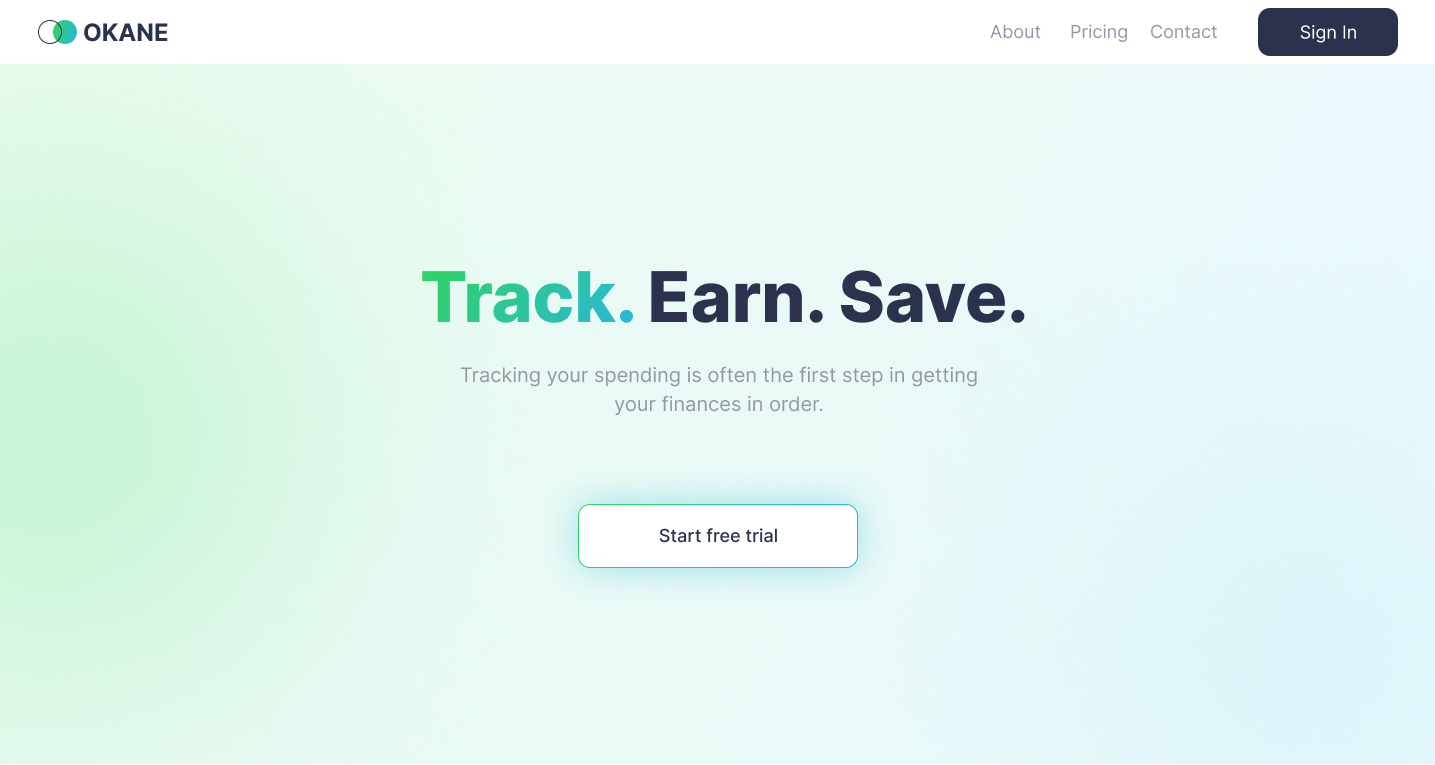 OKANE
About Pricing Contact Sign In
Track. Earn. Save.
Tracking your spending is often the first step in getting
your finances in order.
Start free trial